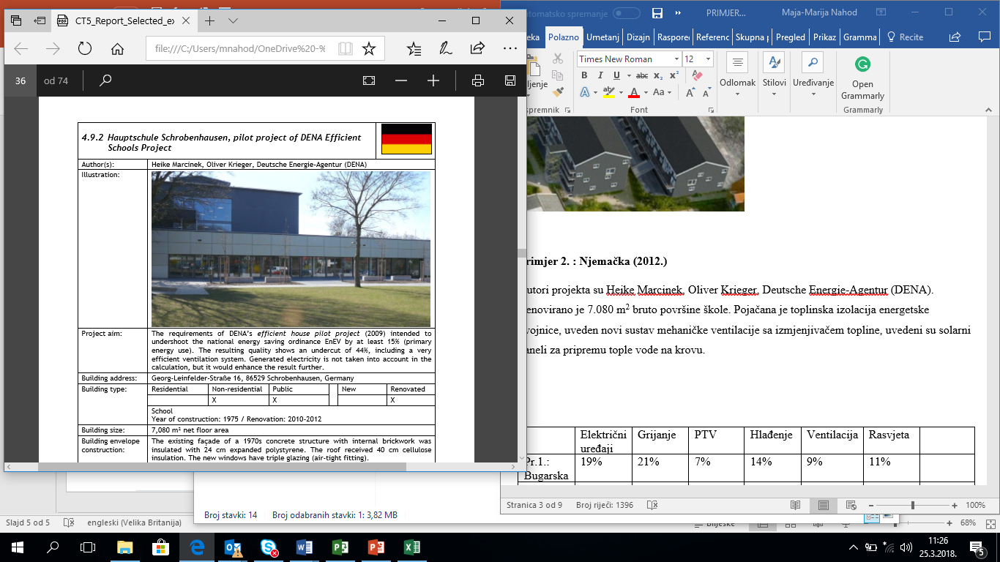 CT5_Report_Selected_ex
file:///C:/Users/mnahod/OneDrive%20-%
36 od 74
4.9.2 Hauptschule Schrobenhausen, pilot project of DENA Efficient
Schools Project
Author(s): Heike Marcinek, Oliver Krieger, Deutsche Energie-Agentur (DENA)
Illustration:
Project aim: The requirements of DENA's efficient house pilot project (2009) intended to
undershoot the national energy saving ordinance EnEV by at least 15% (primary
energy use). The resulting quality shows an undercut of 44%, including a very
efficient ventilation system. Generated electricity is not taken into account in the
calculation, but it would enhance the result further.
Building address: Georg-Leinfelder-Straße 16, 86529 Schrobenhausen, Germany
Building type: Residential Non-residential Public New Renovated
X X X
School
Year of construction: 1975 / Renovation: 2010-2012
Building size: 7,080 m² net floor area
Building envelope construction: The existing façade of a 1970s concrete structure with internal brickwork was
insulated with 24 cm expanded polystyrene. The roof received 40 cm cellulose
insulation. The new windows have triple glazing (air-tight fitting).
utomatsko spremanje PRIMJER... Maja-Marija Nahod
eka Polazno Umetanj Dizajn Raspore Referenc Skupna p Pregled Prikaz Gramma Recite
Times New Roman 12
B I U abc x₂ x²
A ab A Aa A A
ljenje
spremnik Font
Odlomak Stilovi Uređivanje Open
Grammarly
Grammarly
rimjer 2. : Njemačka (2012.)
utori projekta su Heike Marcinek, Oliver Krieger, Deutsche Energie-Agentur (DENA).
enovirano je 7.080 m² bruto površine škole. Pojačana je toplinska izolacija energetske
vojnice, uveden novi sustav mehaničke ventilacije sa izmjenjivačem topline, uvedeni su solarni
aneli za pripremu tople vode na krovu.
Električni uređaji Grijanje PTV Hlađenje Ventilacija Rasvjeta
Pr.1.: Bugarska 19% 21% 7% 14% 9% 11%
Stranica 3 od 9 Broj riječi: 1396 100%
Broj stavki: 14 Broj odabranih stavki: 1: 3,82 MB
Slajd 5 od 5 engleski (Velika Britanija) Bilješke 68%
11:26
25.3.2018.
5